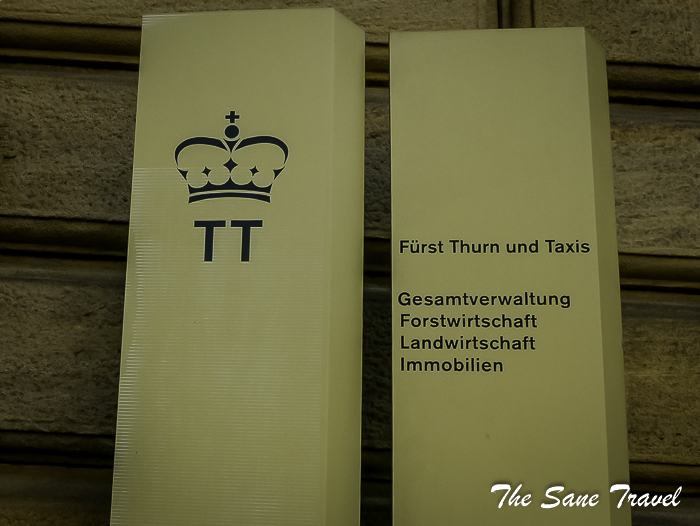 TT
Fürst Thurn und Taxis
Gesamtverwaltung
Forstwirtschaft
Landwirtschaft
Immobilien
The Sane Travel